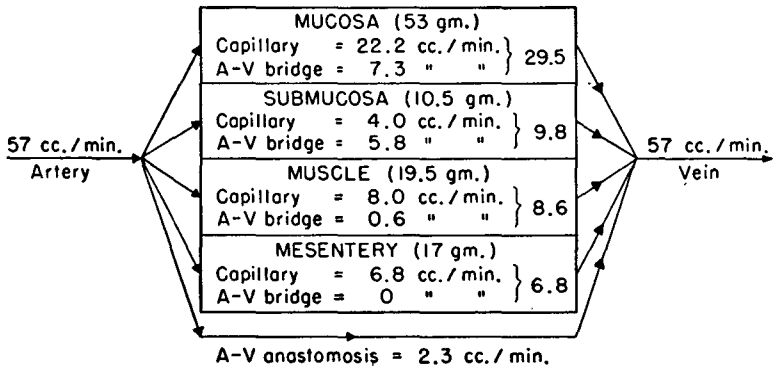 MUCOSA (53 gm.)
Capillary = 22.2 cc./min. } 29.5
A-V bridge = 7.3 " "
SUBMUCOSA (10.5 gm.)
Capillary = 4.0 cc./min. } 9.8
A-V bridge = 5.8 " "
57 cc./min.
Artery
57 cc./min.
Vein
MUSCLE (19.5 gm.)
Capillary = 8.0 cc./min. } 8.6
A-V bridge = 0.6 " "
MESENTERY (17 gm.)
Capillary = 6.8 cc./min. } 6.8
A-V bridge = 0 " "
A-V anastomosis = 2.3 cc./min.